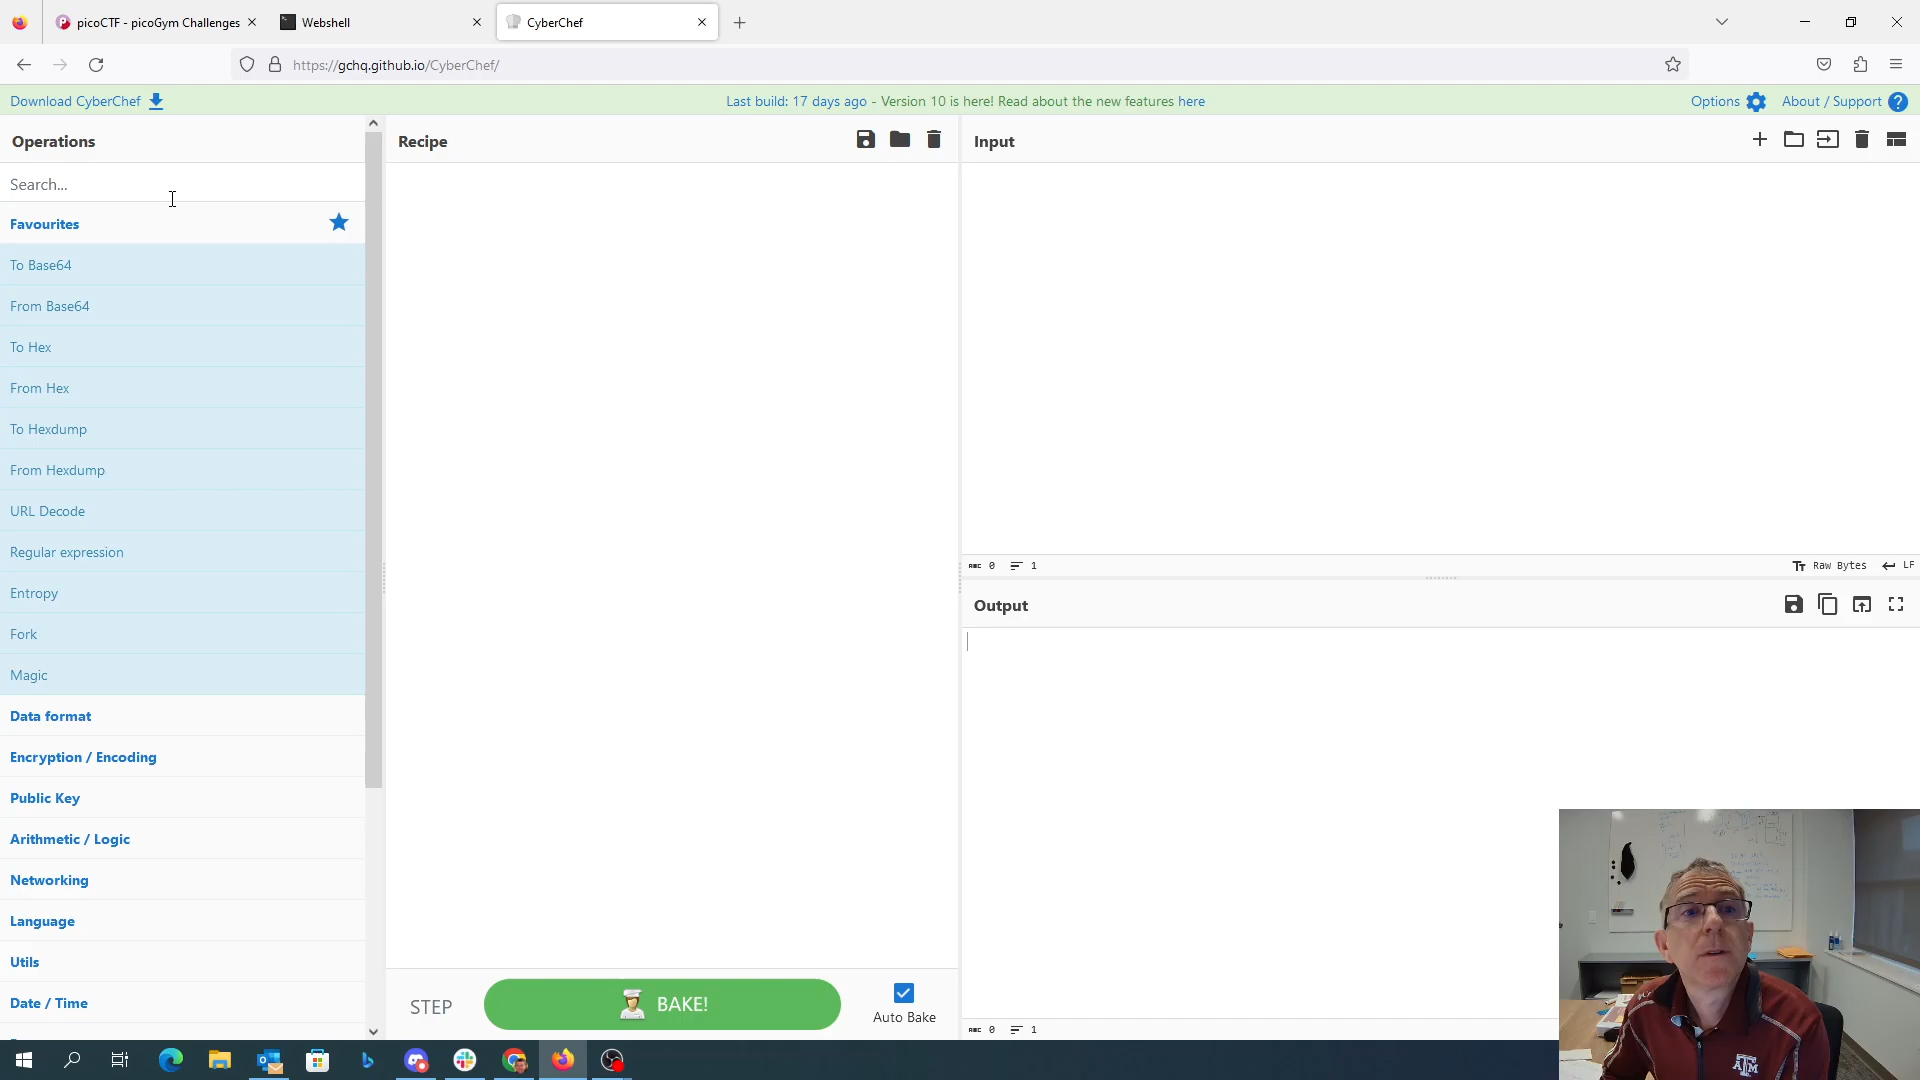 picoCTF - picoGym Challenges
Webshell
CyberChef
https://gchq.github.io/CyberChef/
Download CyberChef
Last build: 17 days ago - Version 10 is here! Read about the new features here
Options
About / Support
Operations
Recipe
Input
Search...
Favourites
To Base64
From Base64
To Hex
From Hex
To Hexdump
From Hexdump
URL Decode
Regular expression
Entropy
Fork
Magic
Data format
Encryption / Encoding
Public Key
Arithmetic / Logic
Networking
Language
Utils
Date / Time
STEP
BAKE!
Auto Bake
ABC 0
1
Raw Bytes
LF
Output
ABC 0
1
ATM